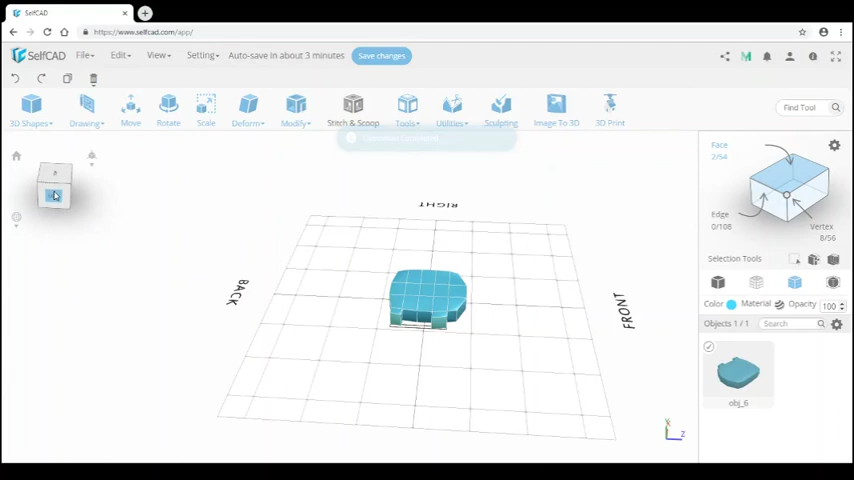 SelfCAD
https://www.selfcad.com/app/
SelfCAD
File
Edit
View
Setting
Auto-save in about 3 minutes
Save changes
M
3D Shapes
Drawing
Move
Rotate
Scale
Deform
Modify
Stitch & Scoop
Tools
Utilities
Sculpting
Image To 3D
3D Print
Find Tool
Face
2/54
Edge
0/108
Vertex
8/56
Selection Tools
Color
Material
Opacity
100
Objects 1 / 1
Search
obj_6
RIGHT
BACK
FRONT
Z